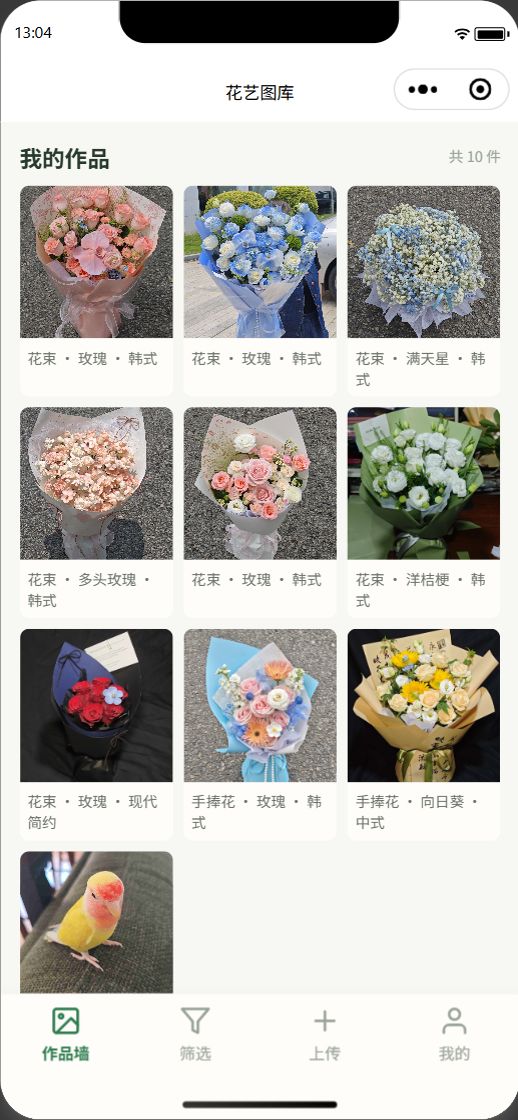 13:04
花艺图库
我的作品
共 10 件
花束 · 玫瑰 · 韩式
花束 · 玫瑰 · 韩式
花束 · 满天星 · 韩
式
花束 · 多头玫瑰 ·
韩式
花束 · 玫瑰 · 韩式
花束 · 洋桔梗 · 韩
式
花束 · 玫瑰 · 现代
简约
手捧花 · 玫瑰 · 韩
式
手捧花 · 向日葵 ·
中式
作品墙
筛选
上传
我的